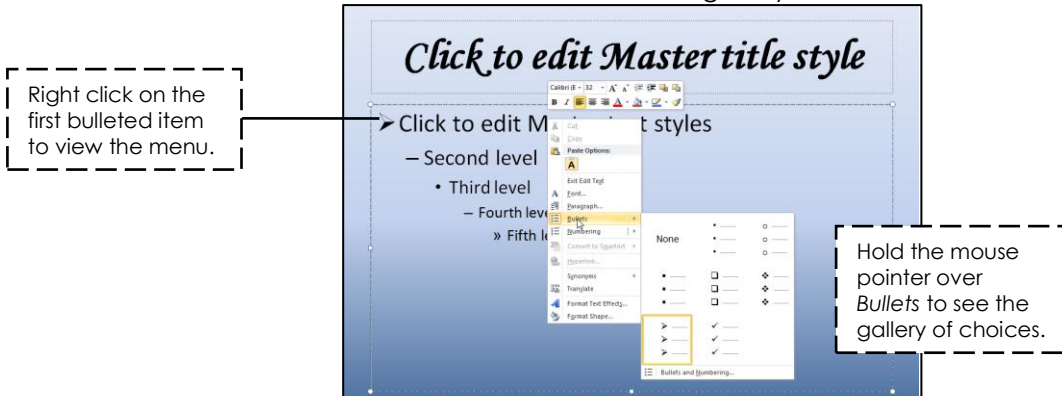 Click to edit Master title style
Right click on the
first bulleted item
to view the menu.
Calibri (E 32 A A
B I A
Click to edit M t styles
– Second level
• Third level
– Fourth leve
» Fifth le
Cut
Copy
Paste Options:
A
Exit Edit Text
A Font...
Paragraph...
Bullets
Numbering
Convert to SmartArt
Hyperlink...
Synonyms
Translate
Format Text Effects...
Format Shape...
None
Bullets and Numbering...
Hold the mouse
pointer over
Bullets to see the
gallery of choices.